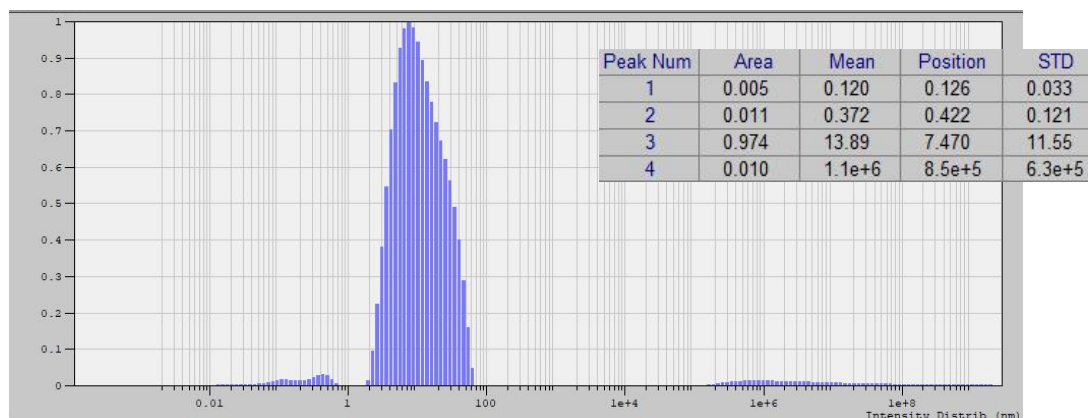 1
0.9
0.8
0.7
0.6
0.5
0.4
0.3
0.2
0.1
0
Peak Num Area Mean Position STD
1 0.005 0.120 0.126 0.033
2 0.011 0.372 0.422 0.121
3 0.974 13.89 7.470 11.55
4 0.010 1.1e+6 8.5e+5 6.3e+5
0.01 1 100 1e+4 1e+6 1e+8
Intensity Distrib (nm)